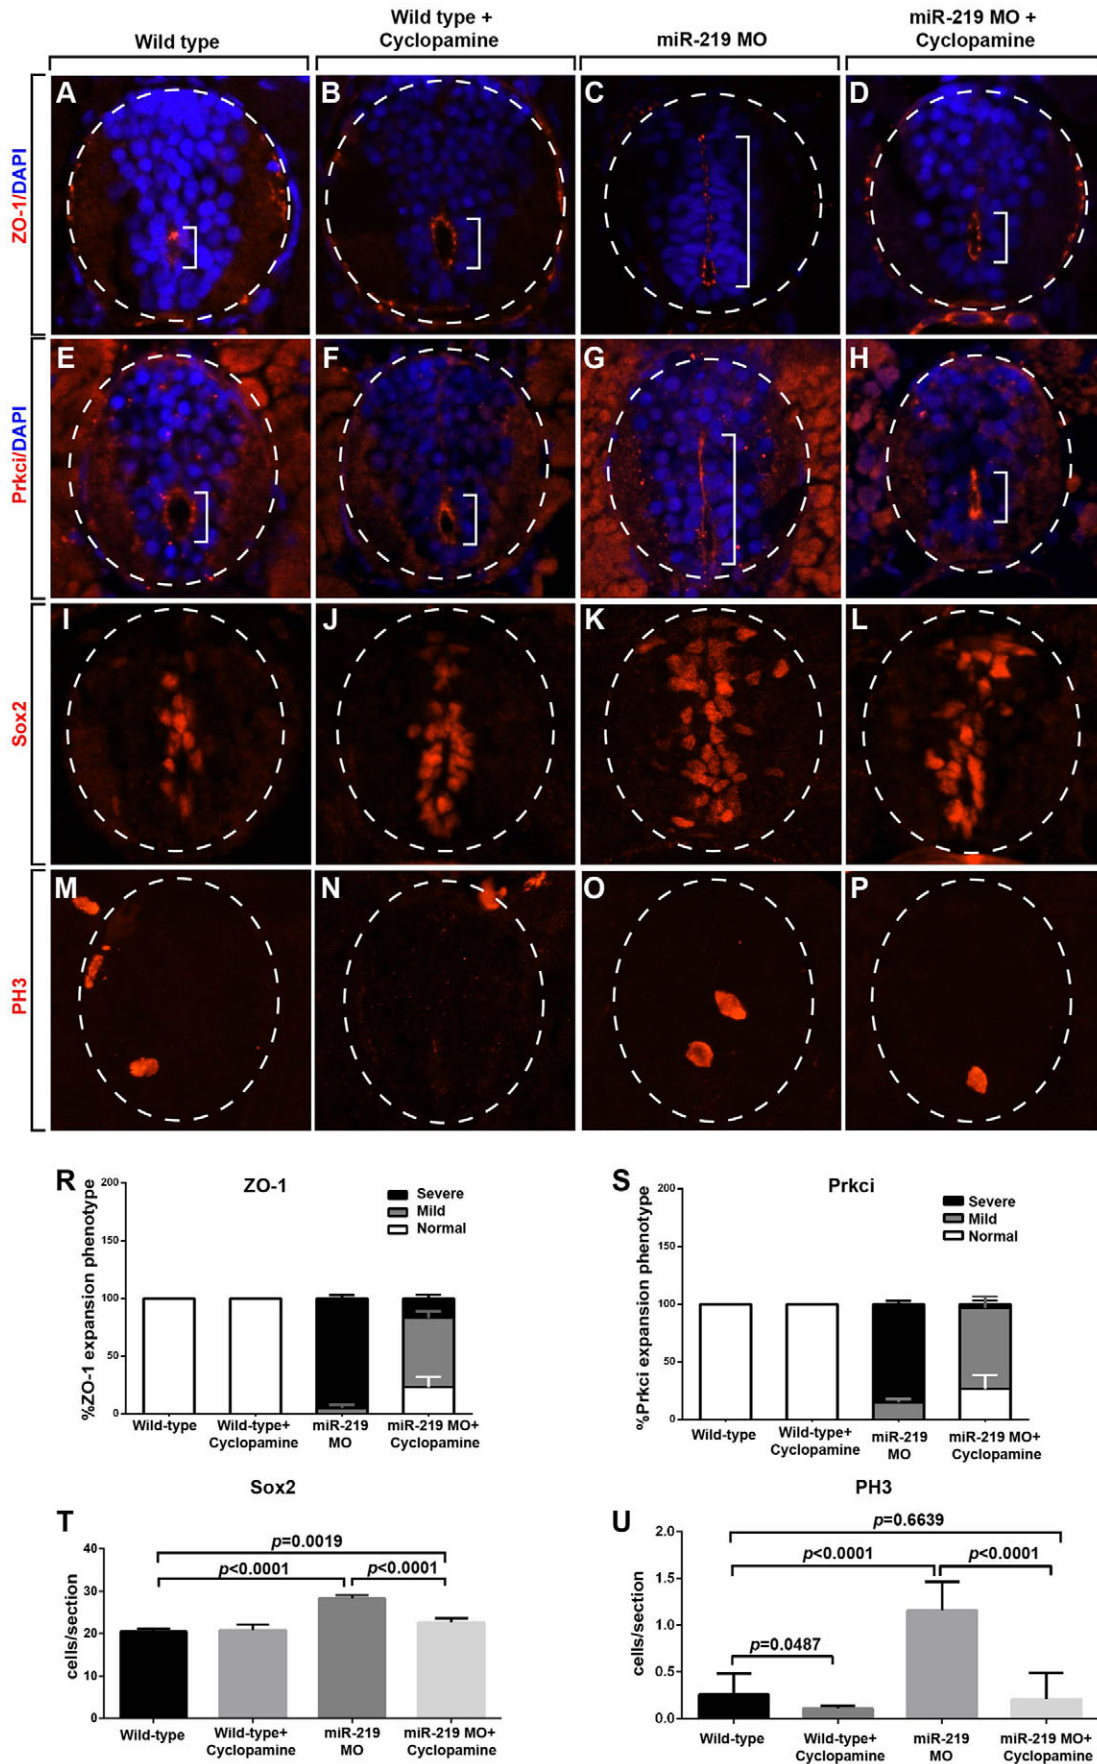 Wild type
Wild type +
Cyclopamine
miR-219 MO
miR-219 MO +
Cyclopamine
ZO-1/DAPI
A
B
C
D
Prkci/DAPI
E
F
G
H
Sox2
I
J
K
L
PH3
M
N
O
P
R
ZO-1
%ZO-1 expansion phenotype
200
150
100
50
0
Severe
Mild
Normal
Wild-type
Wild-type+
Cyclopamine
miR-219
MO
miR-219 MO+
Cyclopamine
S
Prkci
%Prkci expansion phenotype
200
150
100
50
0
Severe
Mild
Normal
Wild-type
Wild-type+
Cyclopamine
miR-219
MO
miR-219 MO+
Cyclopamine
T
Sox2
cells/section
40
30
20
10
0
p=0.0019
p<0.0001
p<0.0001
Wild-type
Wild-type+
Cyclopamine
miR-219
MO
miR-219 MO+
Cyclopamine
U
PH3
cells/section
2.0
1.5
1.0
0.5
0.0
p=0.6639
p<0.0001
p<0.0001
p=0.0487
Wild-type
Wild-type+
Cyclopamine
miR-219
MO
miR-219 MO+
Cyclopamine